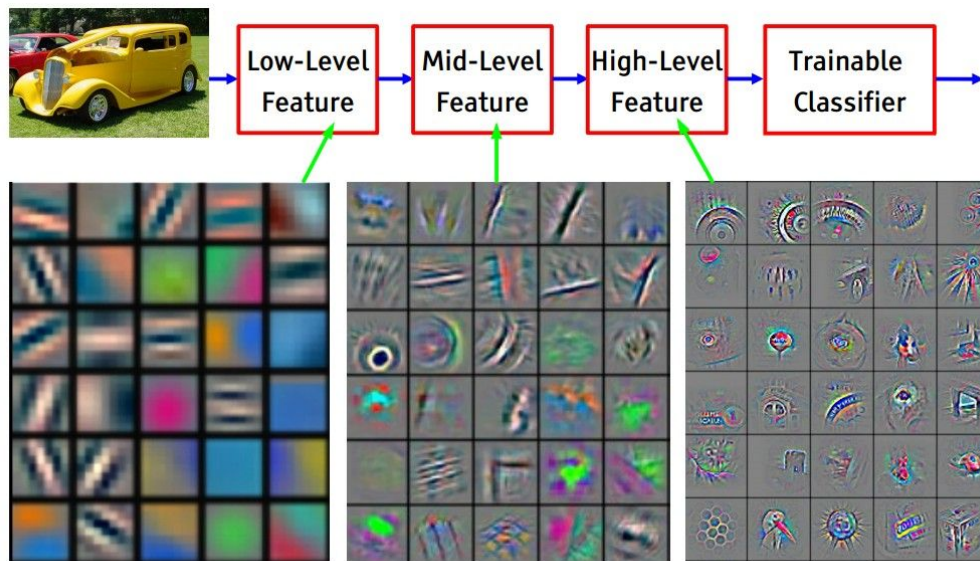 Low-Level
Feature
Mid-Level
Feature
High-Level
Feature
Trainable
Classifier